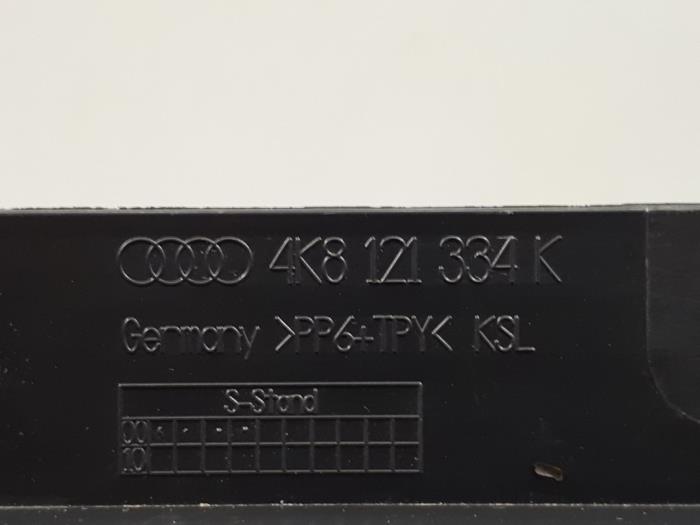 4K8 121 334 K
Germany >PP6+TPY< KSL
S-Stand
00
10